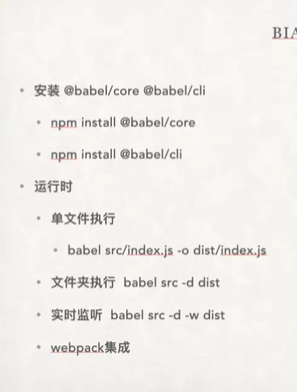 BIA
安装 @babel/core @babel/cli
npm install @babel/core
npm install @babel/cli
运行时
单文件执行
babel src/index.js -o dist/index.js
文件夹执行 babel src -d dist
实时监听 babel src -d -w dist
webpack集成